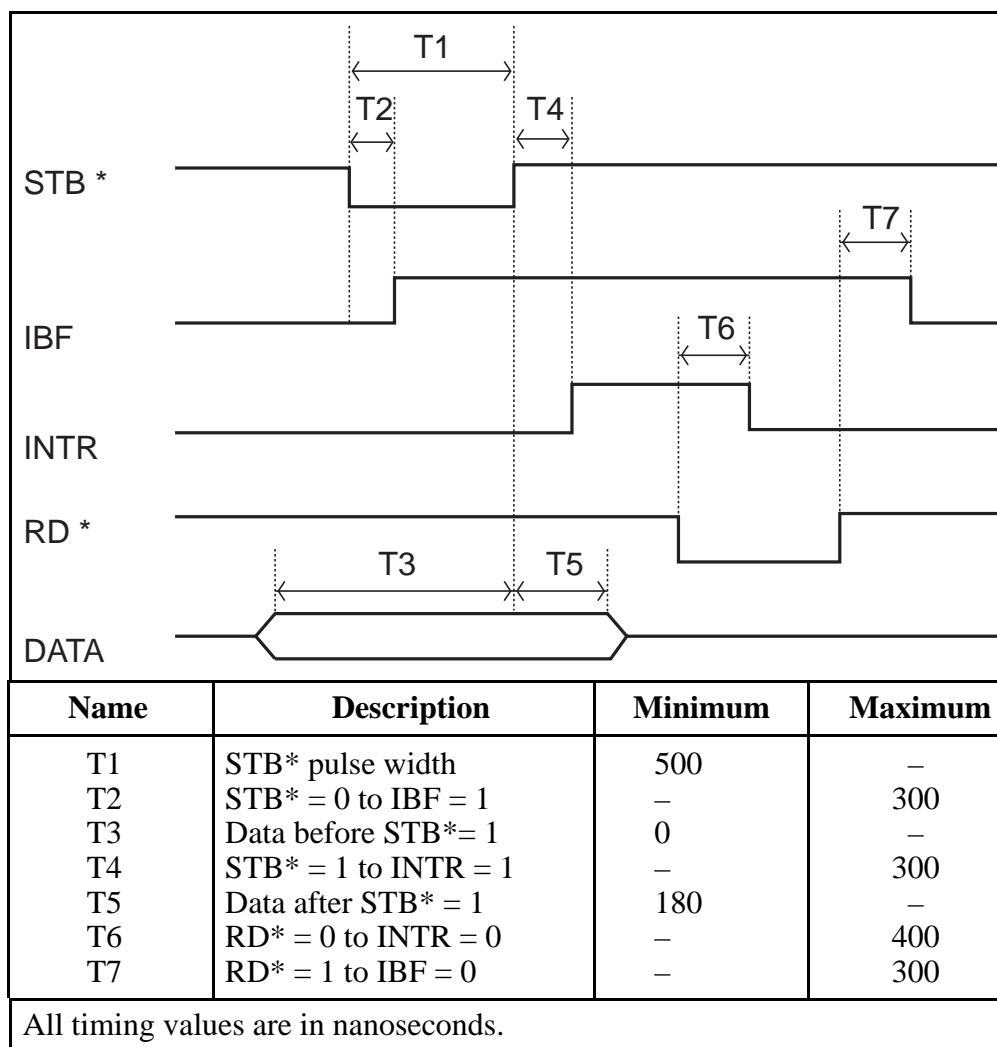 T1
T2 T4
STB *
T7
IBF
T6
INTR
RD *
T3 T5
DATA
Name Description Minimum Maximum
T1 STB* pulse width 500 –
T2 STB* = 0 to IBF = 1 – 300
T3 Data before STB*= 1 0 –
T4 STB* = 1 to INTR = 1 – 300
T5 Data after STB* = 1 180 –
T6 RD* = 0 to INTR = 0 – 400
T7 RD* = 1 to IBF = 0 – 300
All timing values are in nanoseconds.